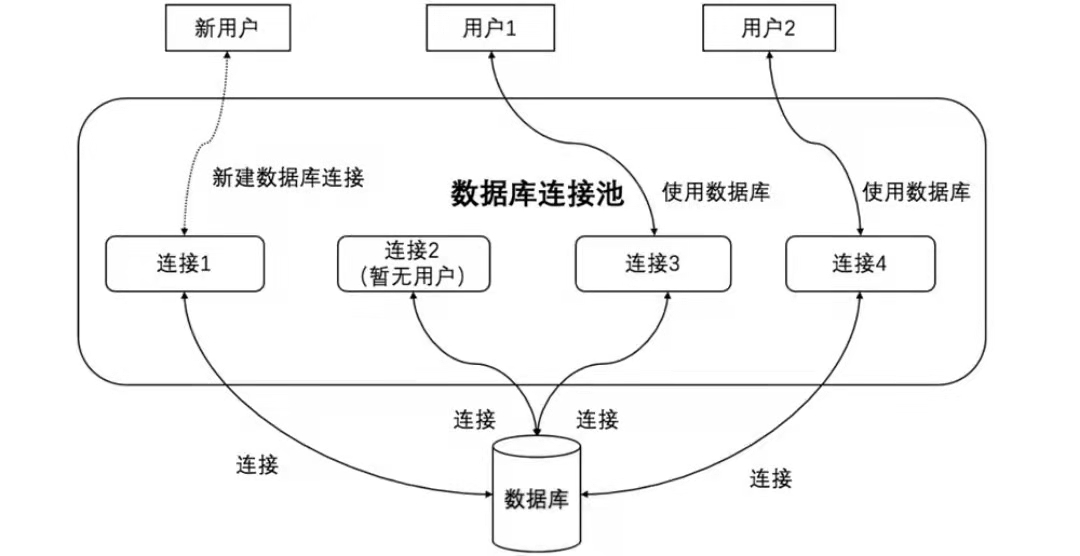 新用户
用户1
用户2
新建数据库连接
数据库连接池
使用数据库
使用数据库
连接1
连接2
（暂无用户）
连接3
连接4
连接
连接
连接
连接
数据库